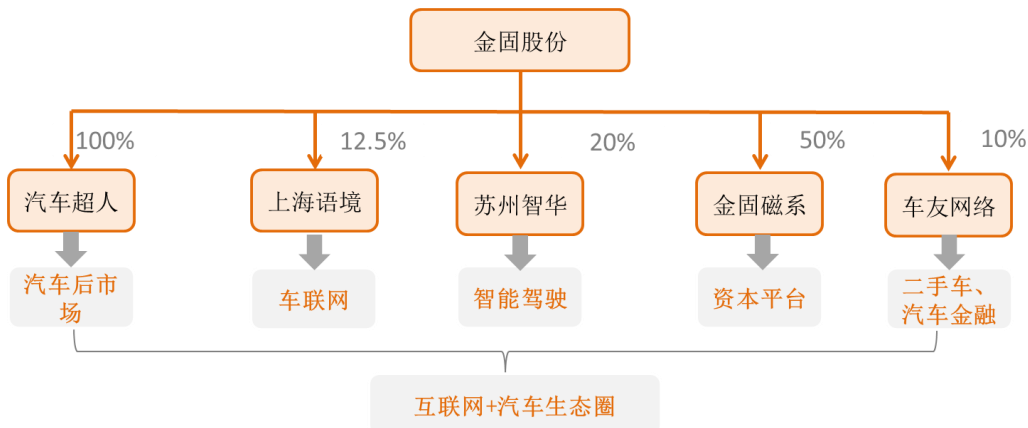 金固股份
100%
12.5%
20%
50%
10%
汽车超人
上海语境
苏州智华
金固磁系
车友网络
汽车后市
场
车联网
智能驾驶
资本平台
二手车、
汽车金融
互联网+汽车生态圈